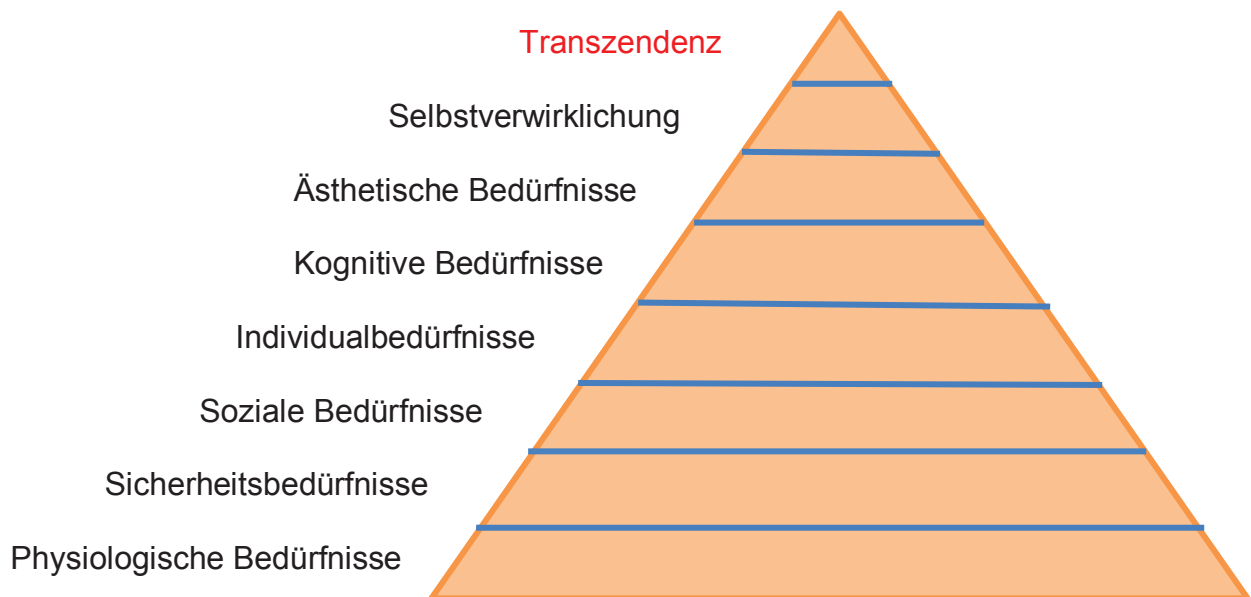 Transzendenz
Selbstverwirklichung
Ästhetische Bedürfnisse
Kognitive Bedürfnisse
Individualbedürfnisse
Soziale Bedürfnisse
Sicherheitsbedürfnisse
Physiologische Bedürfnisse